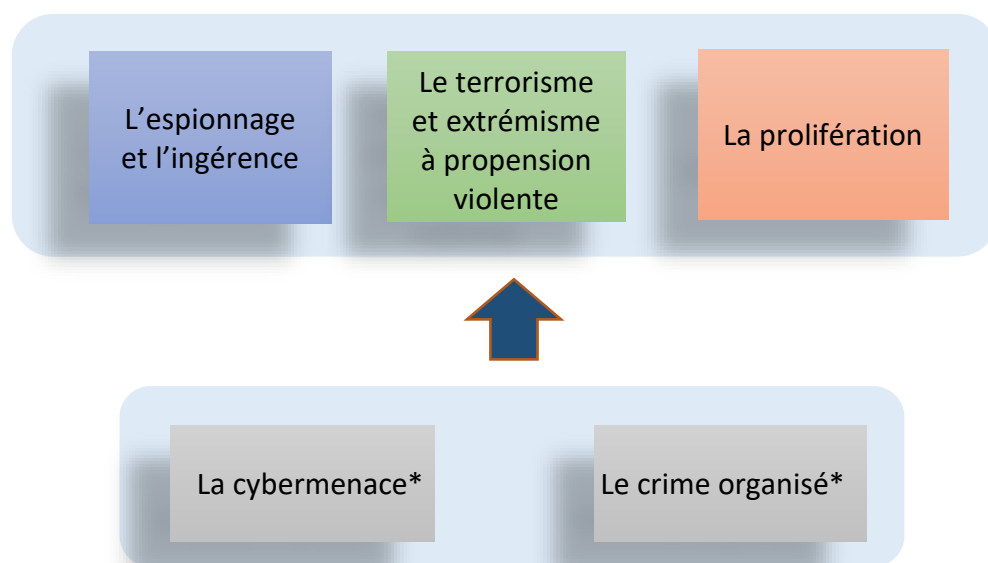 L’espionnage
et l’ingérence
Le terrorisme
et extrémisme
à propension
violente
La prolifération
La cybermenace*
Le crime organisé*